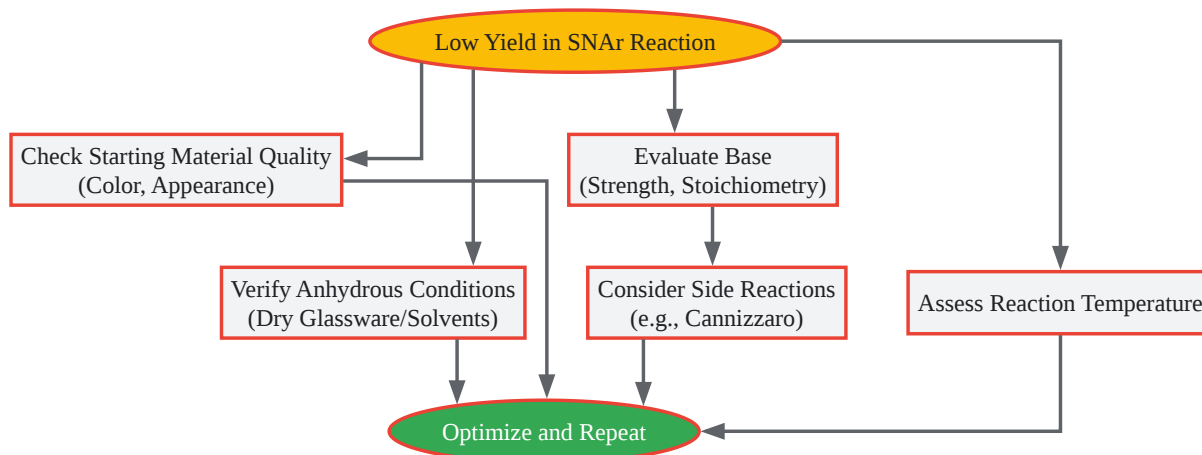 Low Yield in SNAr Reaction
Check Starting Material Quality
(Color, Appearance)
Evaluate Base
(Strength, Stoichiometry)
Verify Anhydrous Conditions
(Dry Glassware/Solvents)
Consider Side Reactions
(e.g., Cannizzaro)
Assess Reaction Temperature
Optimize and Repeat